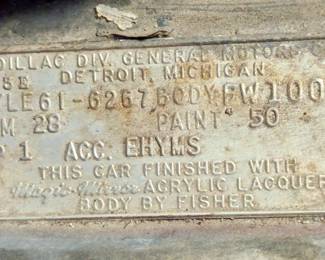 DILLAC DIV. GENERAL MOTORS
DETROIT, MICHIGAN
LE61-6267 BODY FW100
M 28 PAINT 50
1 ACC. EHYMS
THIS CAR FINISHED WITH
Magic-Mirror ACRYLIC LACQUER
BODY BY FISHER